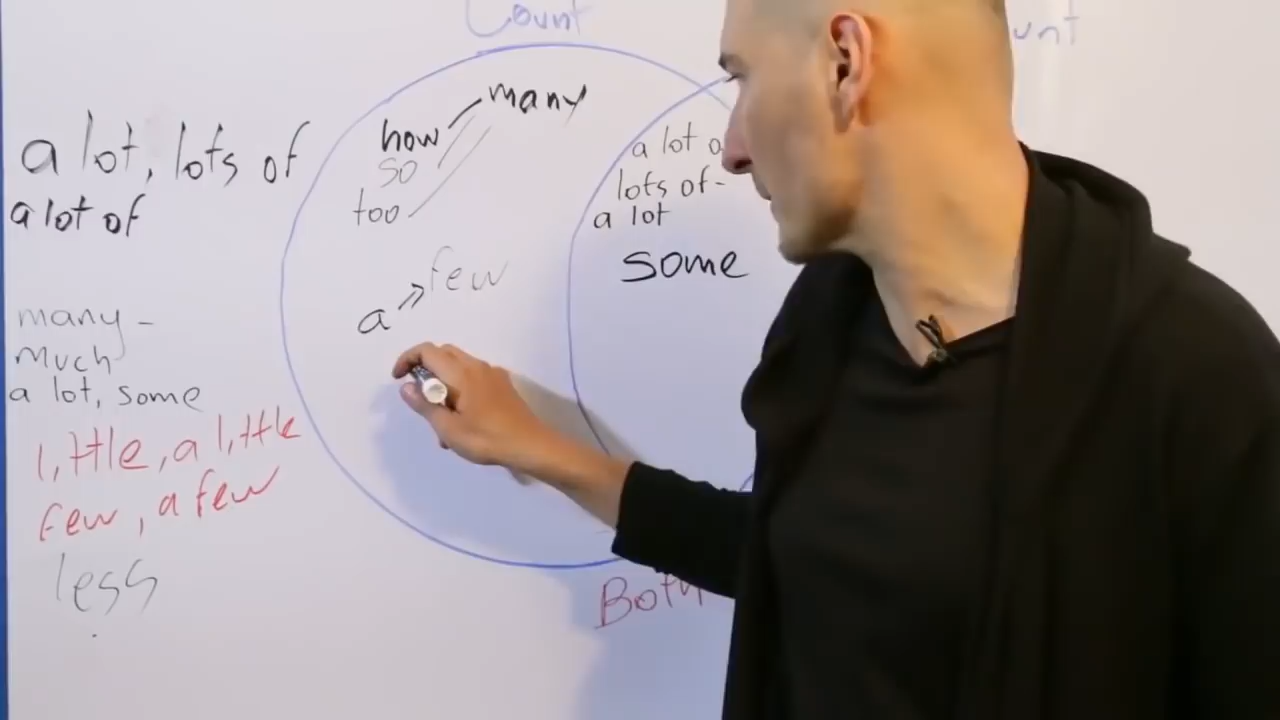 Count
unt
a lot, lots of
a lot of
many -
much
a lot, some
little, a little
few, a few
less
many
how
so
too
few
a
a lot o
lots of-
a lot
some
Both